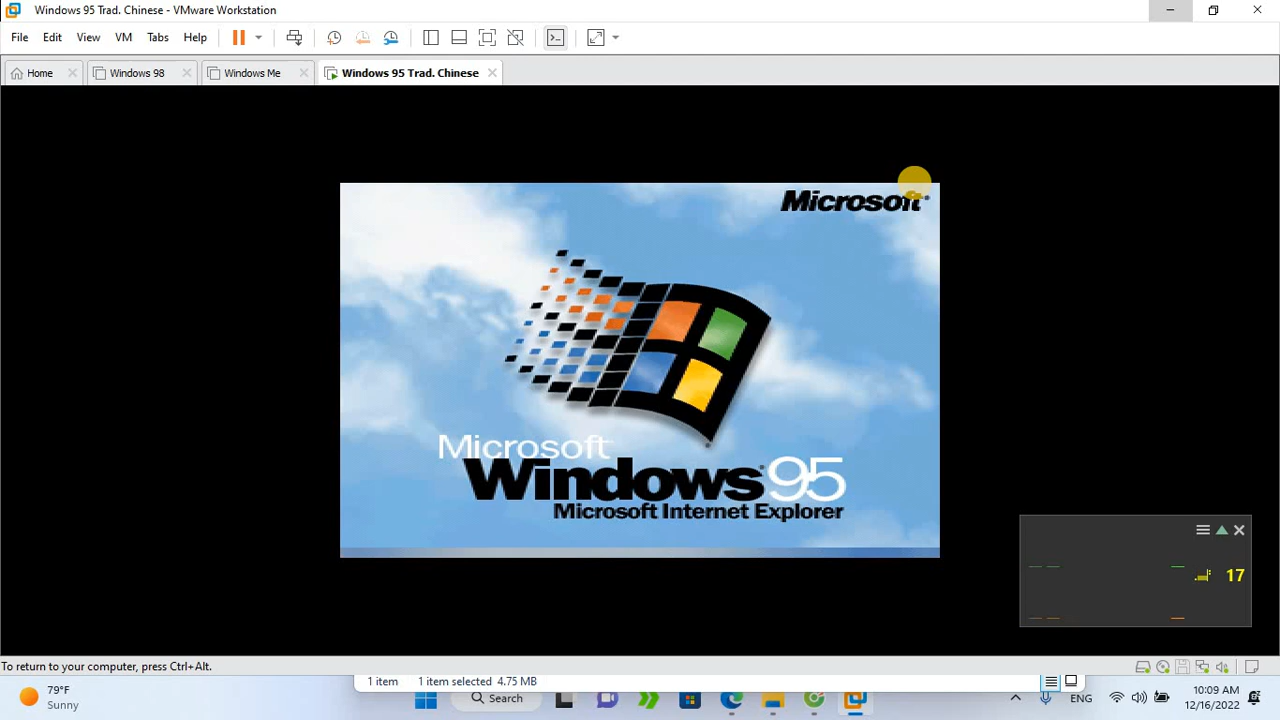 Windows 95 Trad. Chinese - VMware Workstation
File Edit View VM Tabs Help
Home Windows 98 Windows Me Windows 95 Trad. Chinese
Microsoft
Microsoft
Windows 95
Microsoft Internet Explorer
17
To return to your computer, press Ctrl+Alt.
1 item 1 item selected 4.75 MB
79°F
Sunny
Search
ENG
10:09 AM
12/16/2022